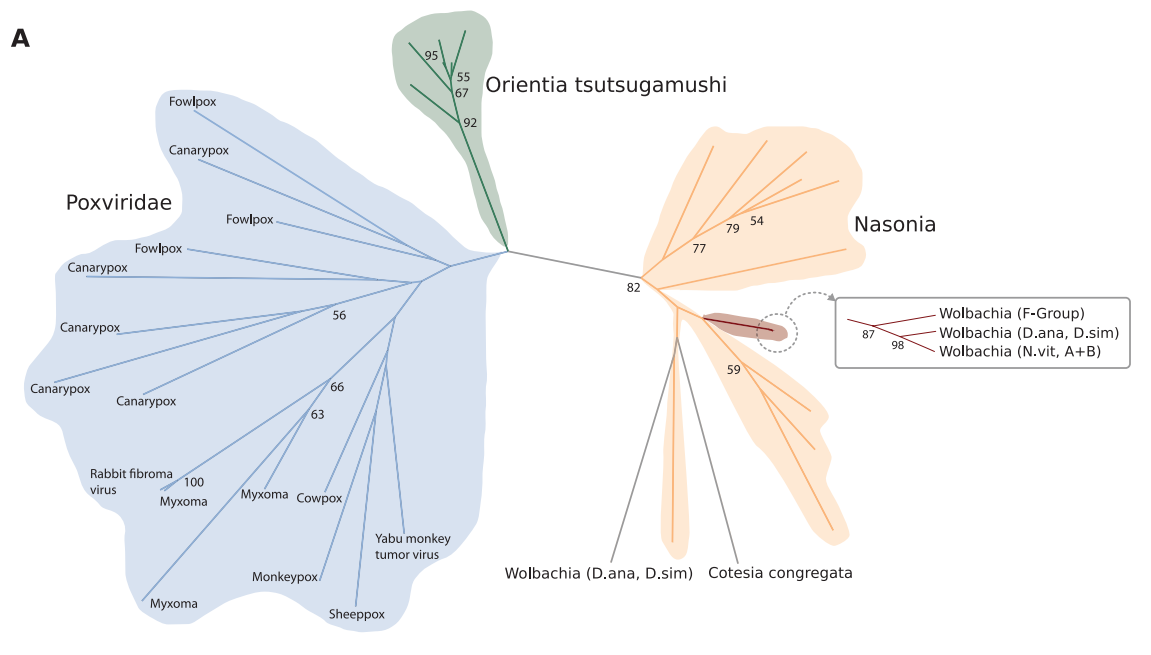 A
95
55
67
92
Orientia tsutsugamushi
Fowlpox
Canarypox
Poxviridae
Fowlpox
Fowlpox
Canarypox
Canarypox
56
Canarypox
Canarypox
66
63
Rabbit fibroma
virus
100
Myxoma
Myxoma
Cowpox
Yabu monkey
tumor virus
Monkeypox
Myxoma
Sheeppox
54
79
77
Nasonia
82
Wolbachia (F-Group)
Wolbachia (D.ana, D.sim)
Wolbachia (N.vit, A+B)
87
98
59
Wolbachia (D.ana, D.sim)
Cotesia congregata